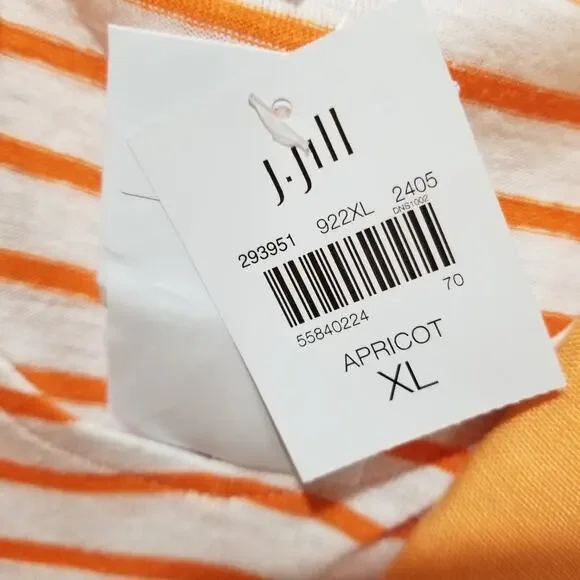 J.Jill
293951 922XL 2405
DNS1002
55840224 70
APRICOT
XL